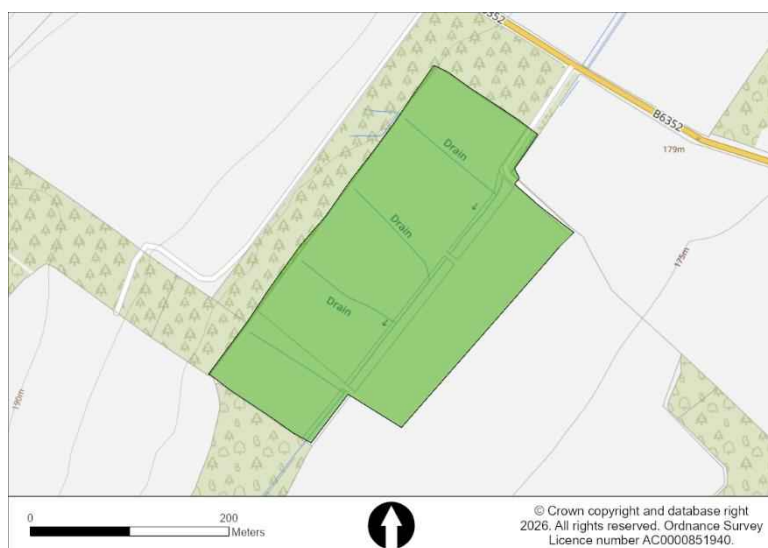 B6352
B6352
179m
Drain
Drain
175m
Drain
190m
0 200
Meters
© Crown copyright and database right
2026. All rights reserved. Ordnance Survey
Licence number AC0000851940.